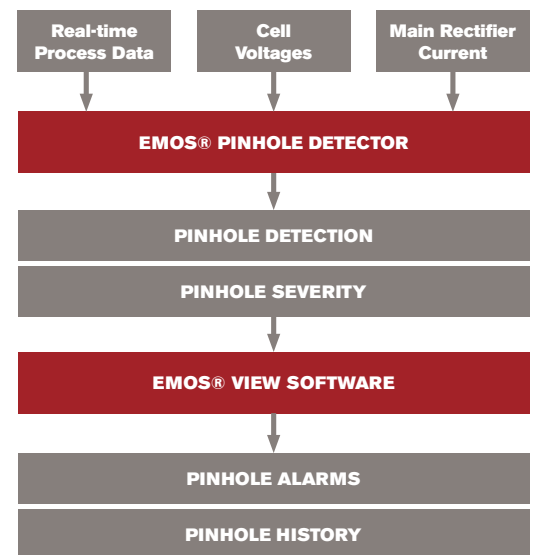 Real-time
Process Data
Cell
Voltages
Main Rectifier
Current
EMOS® PINHOLE DETECTOR
PINHOLE DETECTION
PINHOLE SEVERITY
EMOS® VIEW SOFTWARE
PINHOLE ALARMS
PINHOLE HISTORY